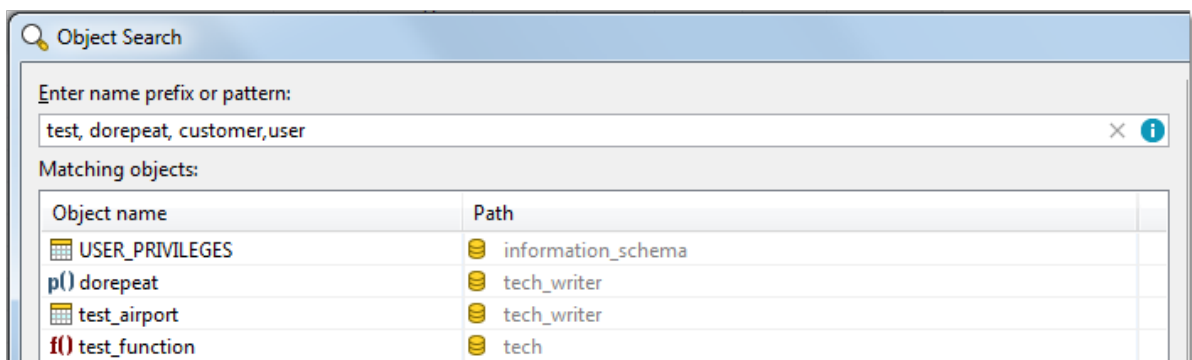 Object Search
Enter name prefix or pattern:
test, dorepeat, customer,user
Matching objects:
Object name Path
USER_PRIVILEGES information_schema
p() dorepeat tech_writer
test_airport tech_writer
f() test_function tech